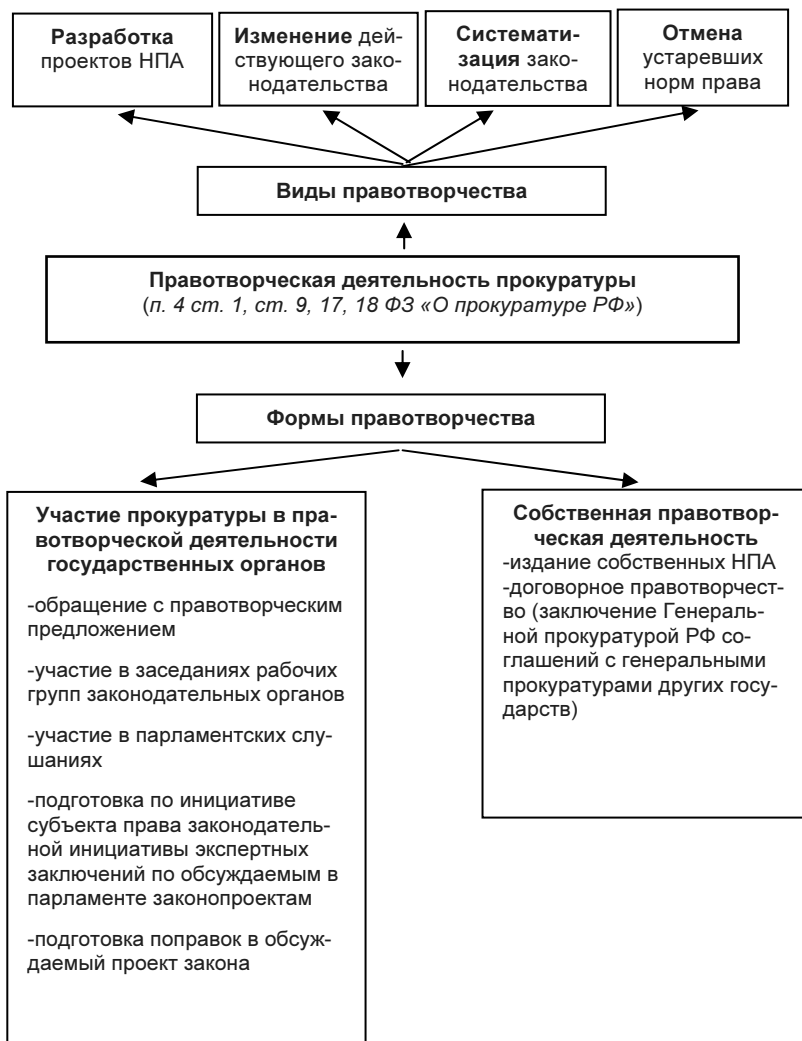 Разработка
проектов НПА
Изменение дей-
ствующего зако-
нодательства
Системати-
зация зако-
нодательства
Отмена
устаревших
норм права
Виды правотворчества
Правотворческая деятельность прокуратуры
(п. 4 ст. 1, ст. 9, 17, 18 ФЗ «О прокуратуре РФ»)
Формы правотворчества
Участие прокуратуры в пра-
вотворческой деятельности
государственных органов
-обращение с правотворческим
предложением
-участие в заседаниях рабочих
групп законодательных органов
-участие в парламентских слу-
шаниях
-подготовка по инициативе
субъекта права законодатель-
ной инициативы экспертных
заключений по обсуждаемым в
парламенте законопроектам
-подготовка поправок в обсуж-
даемый проект закона
Собственная правотвор-
ческая деятельность
-издание собственных НПА
-договорное правотворчест-
во (заключение Генераль-
ной прокуратурой РФ со-
глашений с генеральными
прокуратурами других госу-
дарств)